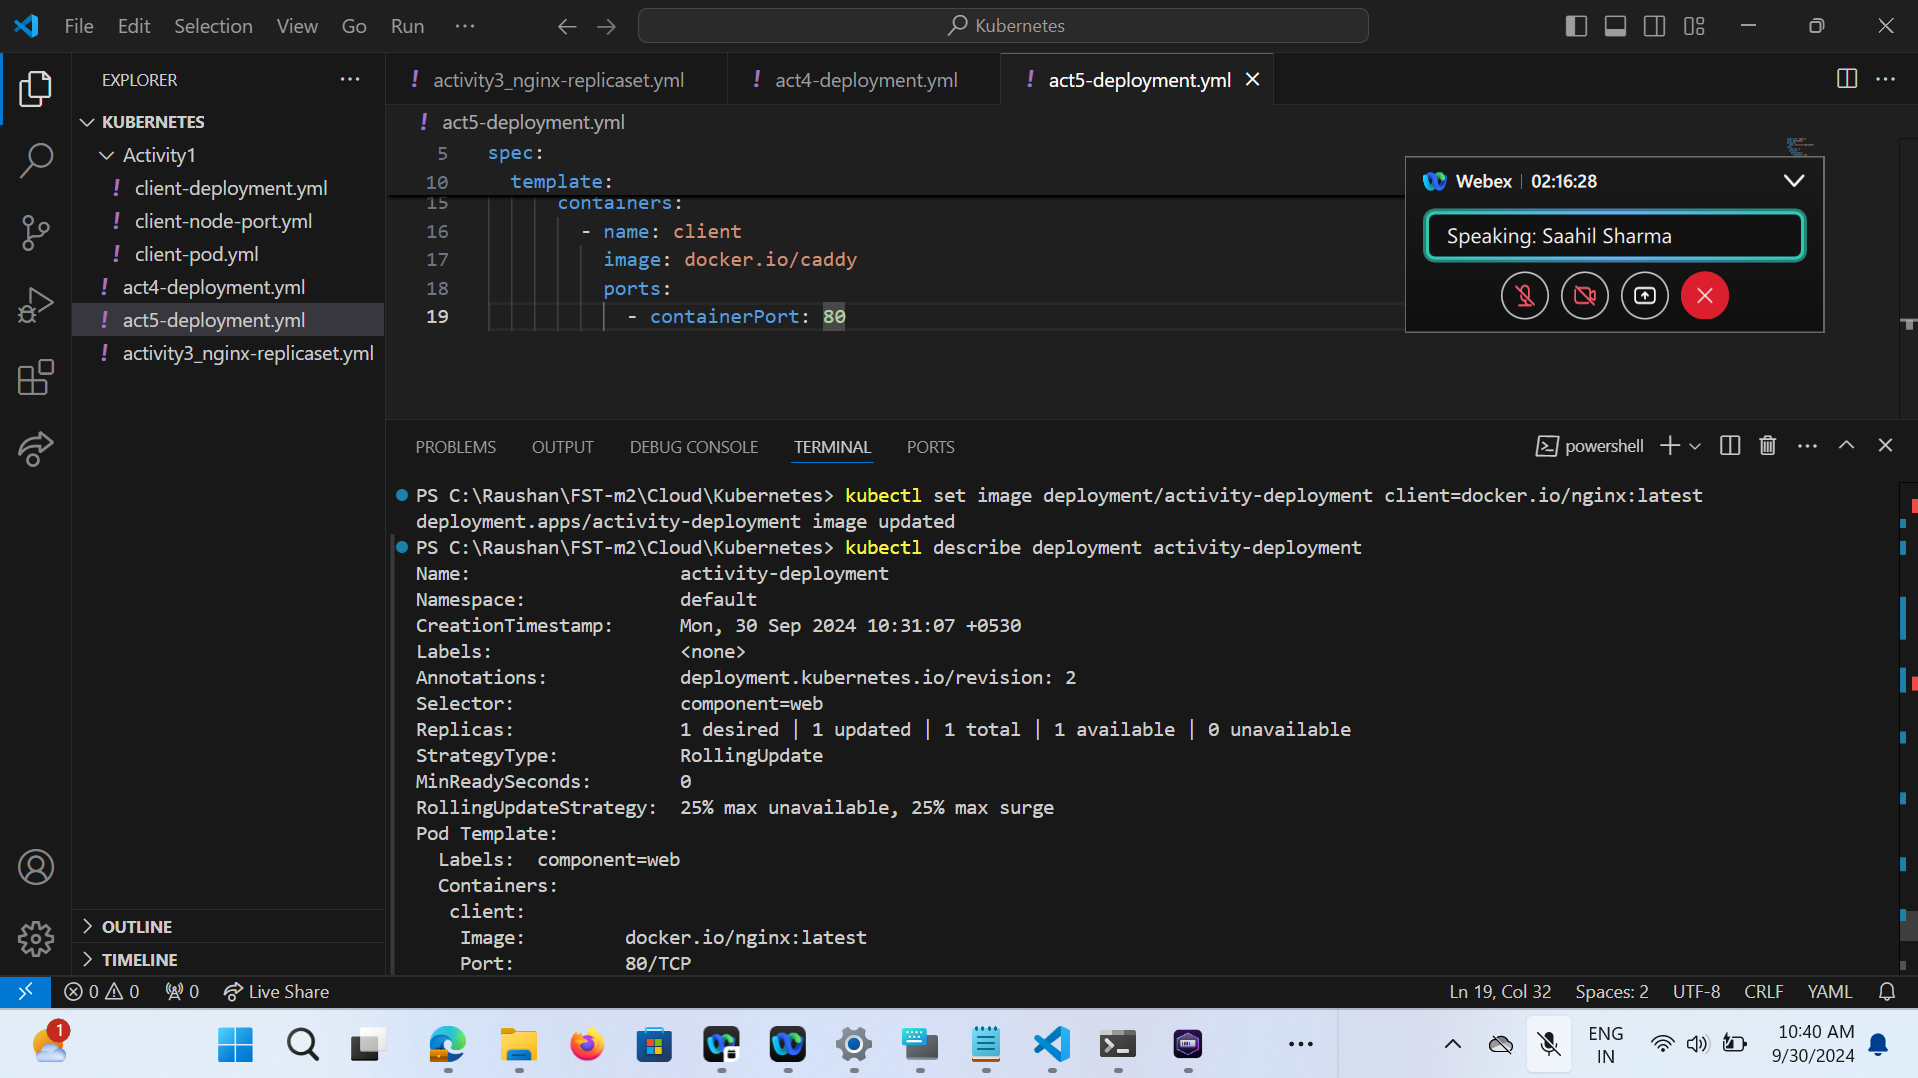 File Edit Selection View Go Run ...
Kubernetes
EXPLORER
KUBERNETES
Activity1
! client-deployment.yml
! client-node-port.yml
! client-pod.yml
! act4-deployment.yml
! act5-deployment.yml
! activity3_nginx-replicaset.yml
OUTLINE
TIMELINE
! activity3_nginx-replicaset.yml ! act4-deployment.yml ! act5-deployment.yml
! act5-deployment.yml
5 spec:
10 template:
15 containers:
16 - name: client
17 image: docker.io/caddy
18 ports:
19 - containerPort: 80
Webex | 02:16:28
Speaking: Saahil Sharma
PROBLEMS OUTPUT DEBUG CONSOLE TERMINAL PORTS
powershell
PS C:\Raushan\FST-m2\Cloud\Kubernetes> kubectl set image deployment/activity-deployment client=docker.io/nginx:latest
deployment.apps/activity-deployment image updated
PS C:\Raushan\FST-m2\Cloud\Kubernetes> kubectl describe deployment activity-deployment
Name: activity-deployment
Namespace: default
CreationTimestamp: Mon, 30 Sep 2024 10:31:07 +0530
Labels: <none>
Annotations: deployment.kubernetes.io/revision: 2
Selector: component=web
Replicas: 1 desired | 1 updated | 1 total | 1 available | 0 unavailable
StrategyType: RollingUpdate
MinReadySeconds: 0
RollingUpdateStrategy: 25% max unavailable, 25% max surge
Pod Template:
Labels: component=web
Containers:
client:
Image: docker.io/nginx:latest
Port: 80/TCP
0 0 0 Live Share
Ln 19, Col 32 Spaces: 2 UTF-8 CRLF YAML
1
ENG
IN
10:40 AM
9/30/2024